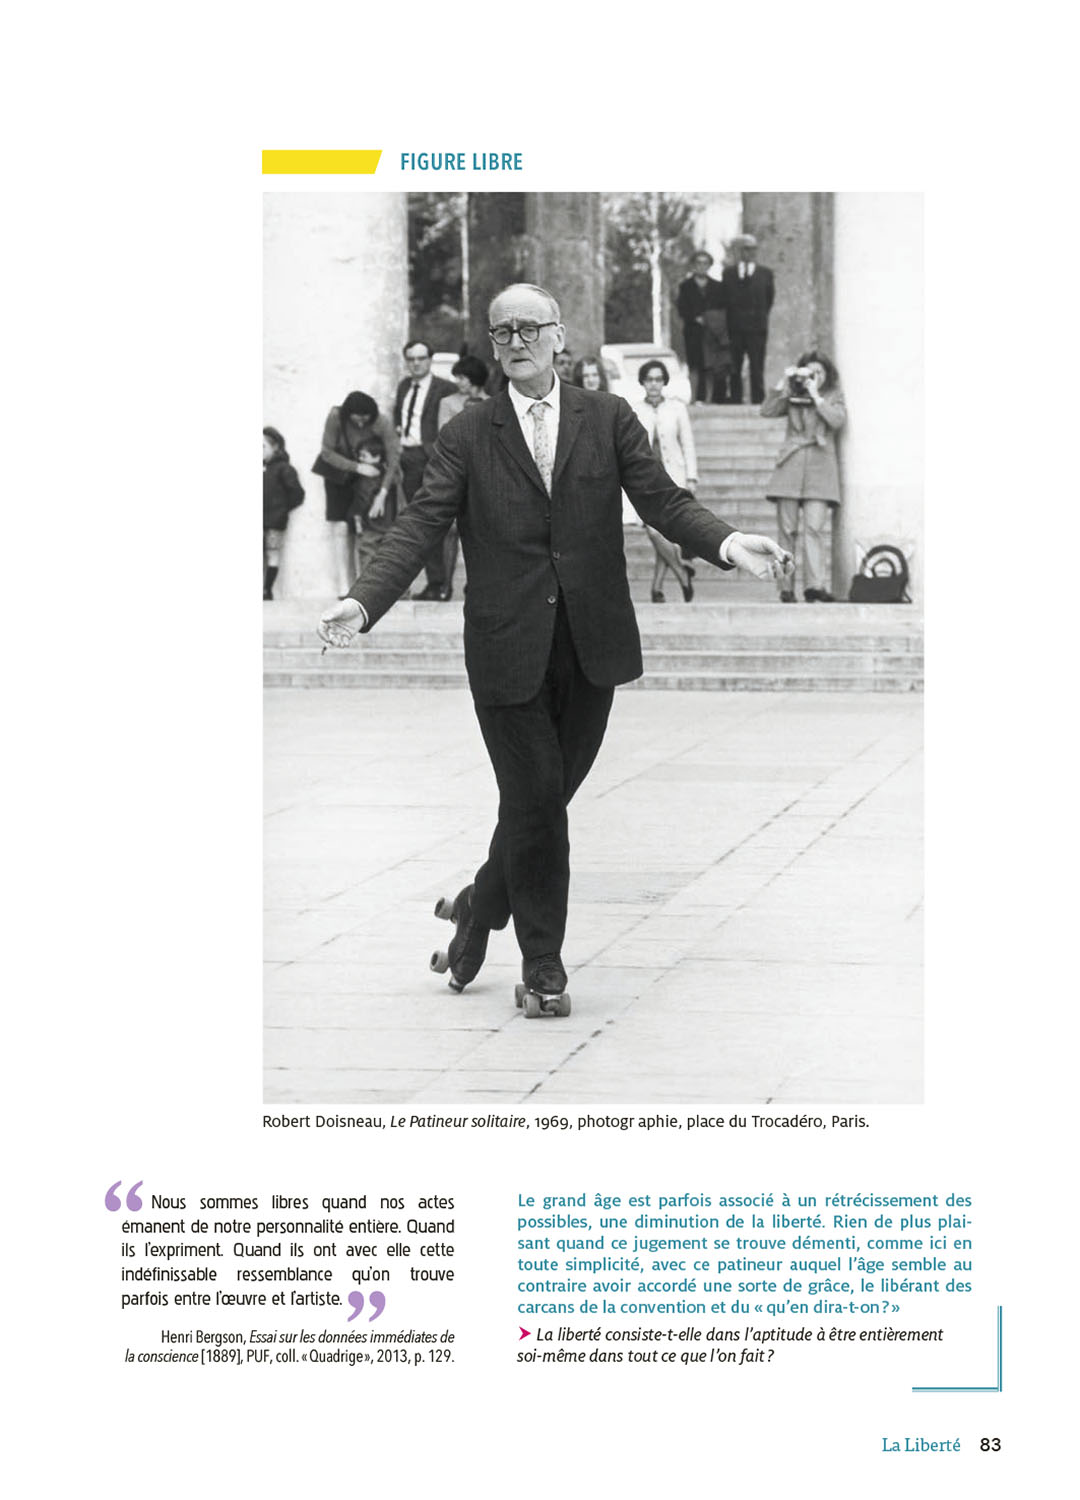 FIGURE LIBRE
Robert Doisneau, Le Patineur solitaire, 1969, photogr aphie, place du Trocadéro, Paris.
“ Nous sommes libres quand nos actes
émanent de notre personnalité entière. Quand
ils l’expriment. Quand ils ont avec elle cette
indéfinissable ressemblance qu’on trouve
parfois entre l’œuvre et l’artiste. ”
Henri Bergson, Essai sur les données immédiates de
la conscience [1889], PUF, coll. « Quadrige », 2013, p. 129.
Le grand âge est parfois associé à un rétrécissement des
possibles, une diminution de la liberté. Rien de plus plai-
sant quand ce jugement se trouve démenti, comme ici en
toute simplicité, avec ce patineur auquel l’âge semble au
contraire avoir accordé une sorte de grâce, le libérant des
carcans de la convention et du « qu’en dira-t-on ? »
➤ La liberté consiste-t-elle dans l’aptitude à être entièrement
soi-même dans tout ce que l’on fait ?
La Liberté 83